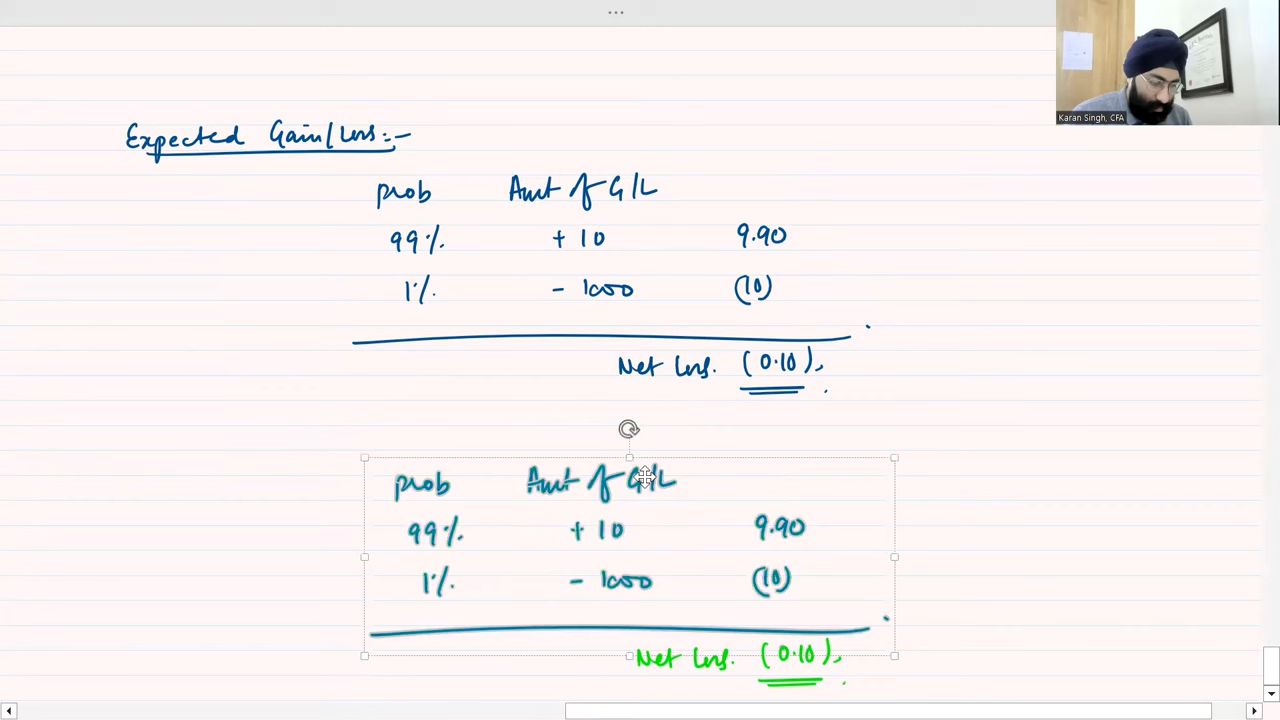 Karan Singh, CFA
Expected Gain/Loss:-
prob Amt of G/L
99% + 10 9.90
1% - 1000 (10)
Net Loss. (0.10),
prob Amt of G/L
99% + 10 9.90
1% - 1000 (10)
Net Loss. (0.10),